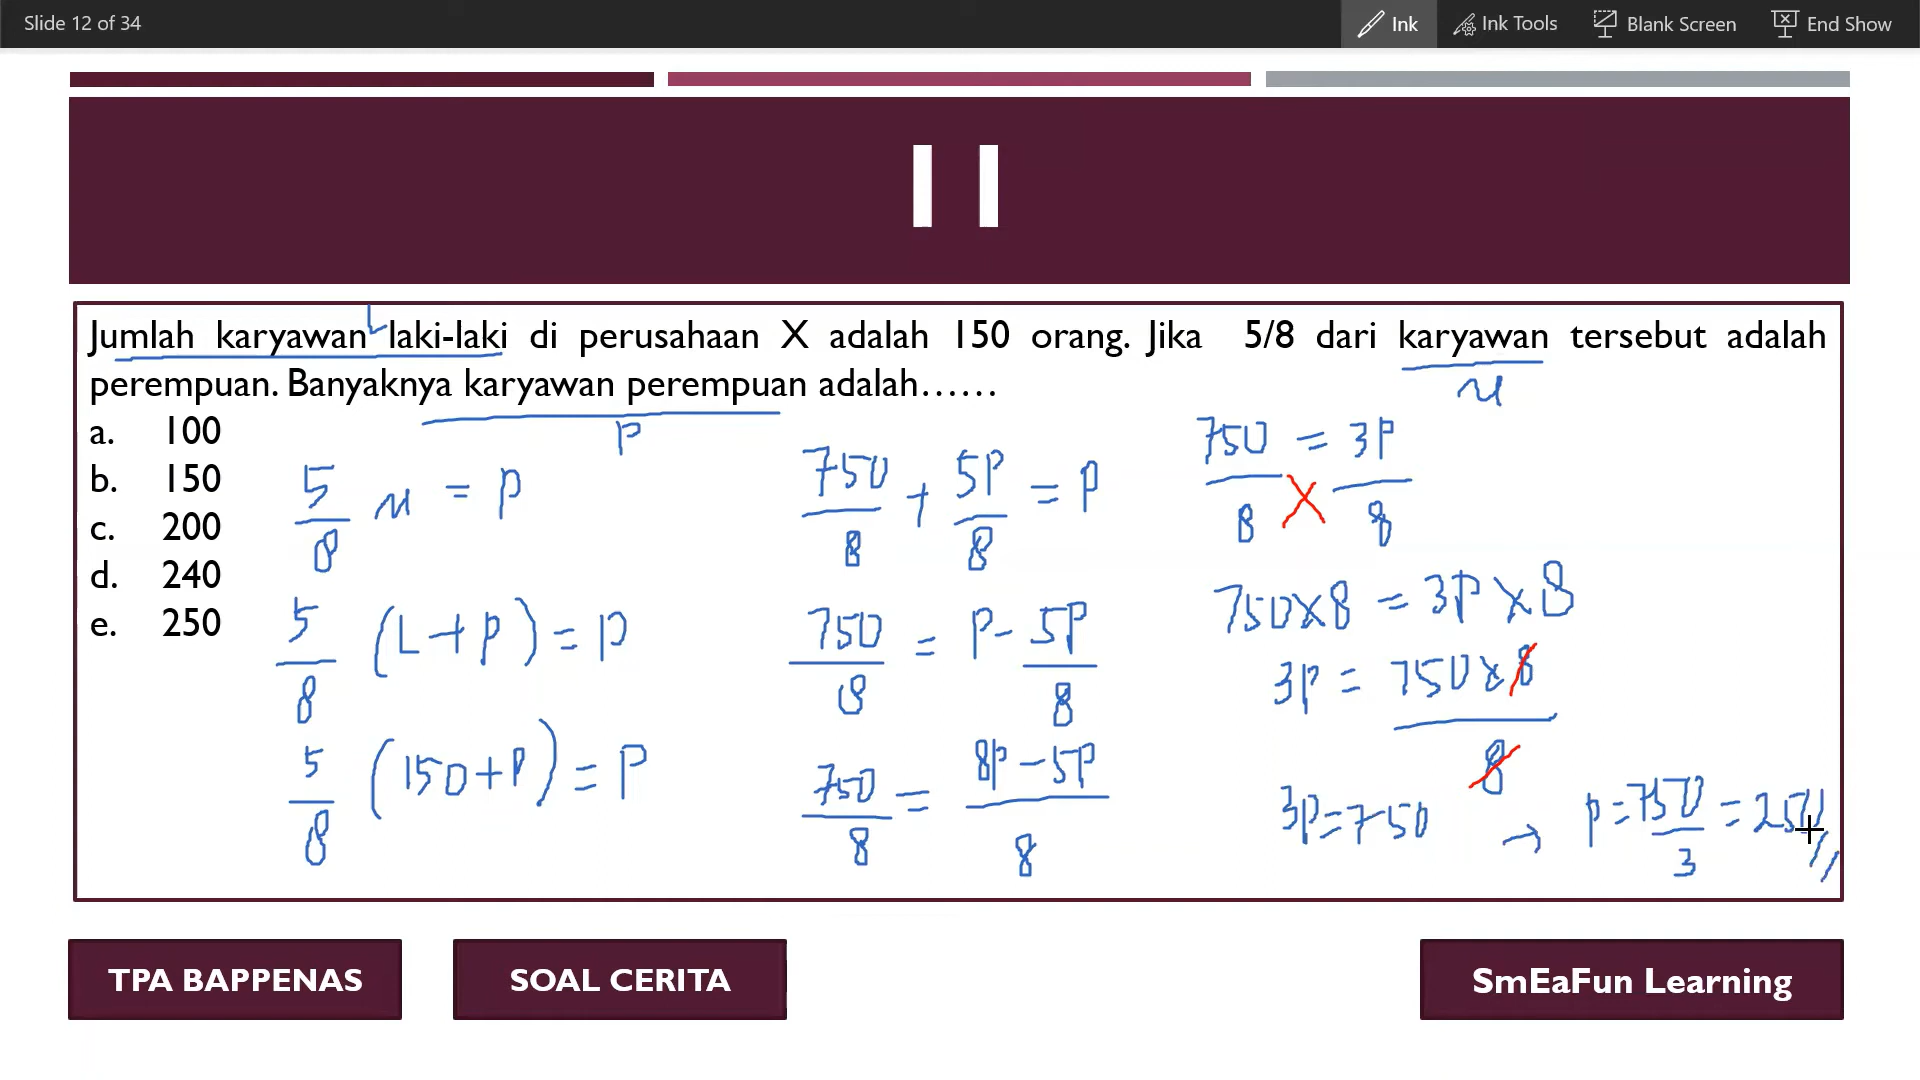 Slide 12 of 34
Ink
Ink Tools
Blank Screen
End Show
11
Jumlah karyawan laki-laki di perusahaan X adalah 150 orang. Jika 5/8 dari karyawan tersebut adalah
perempuan. Banyaknya karyawan perempuan adalah……
L
n
P
a. 100
b. 150
c. 200
d. 240
e. 250
5/8 n = P
5/8 (L+P) = P
5/8 (150+P) = P
750/8 + 5P/8 = P
750/8 = P - 5P/8
750/8 = 8P-5P/8
750/8 = 3P/8
750x8 = 3P x 8
3P = 750x8/8
3P=750 → P=750/3 = 250//
TPA BAPPENAS
SOAL CERITA
SmEaFun Learning